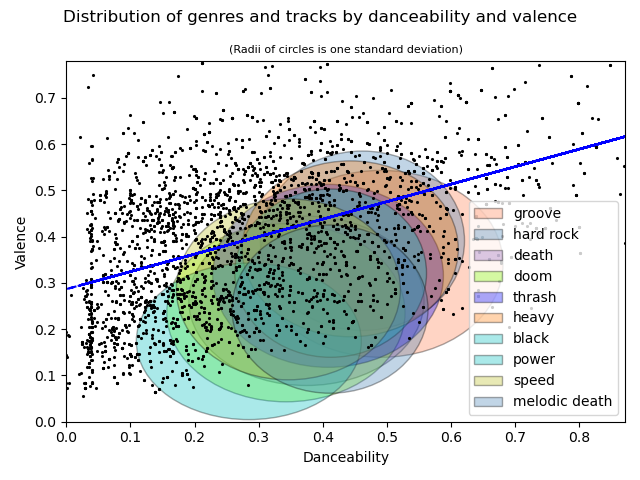 Distribution of genres and tracks by danceability and valence
(Radii of circles is one standard deviation)
Valence
0.7
0.6
0.5
0.4
0.3
0.2
0.1
0.0
0.0 0.1 0.2 0.3 0.4 0.5 0.6 0.7 0.8
Danceability
groove
hard rock
death
doom
thrash
heavy
black
power
speed
melodic death